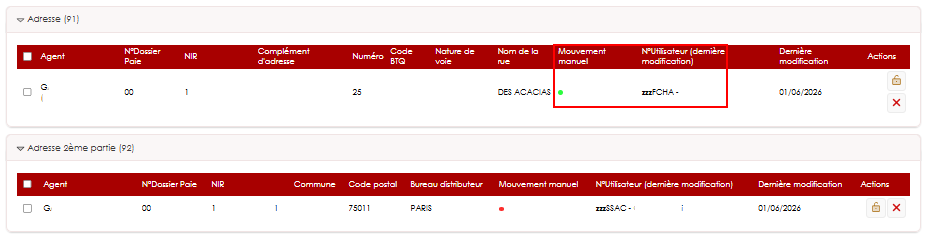 Adresse (91)
Agent N°Dossier Paie NIR Complément d'adresse Numéro Code BTQ Nature de voie Nom de la rue Mouvement manuel N°Utilisateur (dernière modification) Dernière modification Actions
G. 00 1 25 DES ACACIAS zzzFCHA - 01/06/2026
(
Adresse 2ème partie (92)
Agent N°Dossier Paie NIR Commune Code postal Bureau distributeur Mouvement manuel N°Utilisateur (dernière modification) Dernière modification Actions
G. 00 1 1 75011 PARIS zzzSSAC - 01/06/2026